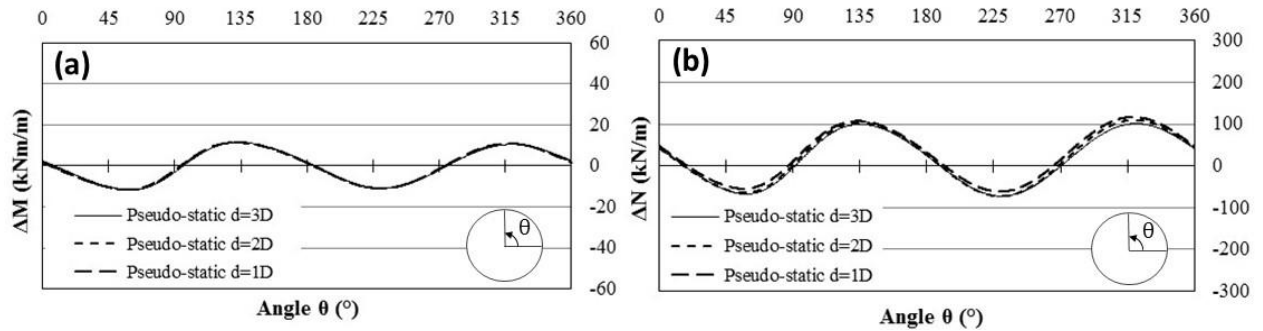 0 45 90 135 180 225 270 315 360
(a)
60
40
20
0
-20
-40
-60
ΔM (kNm/m)
Pseudo-static d=3D
Pseudo-static d=2D
Pseudo-static d=1D
θ
Angle θ (°)
0 45 90 135 180 225 270 315 360
(b)
300
200
100
0
-100
-200
-300
ΔN (kN/m)
Pseudo-static d=3D
Pseudo-static d=2D
Pseudo-static d=1D
θ
Angle θ (°)